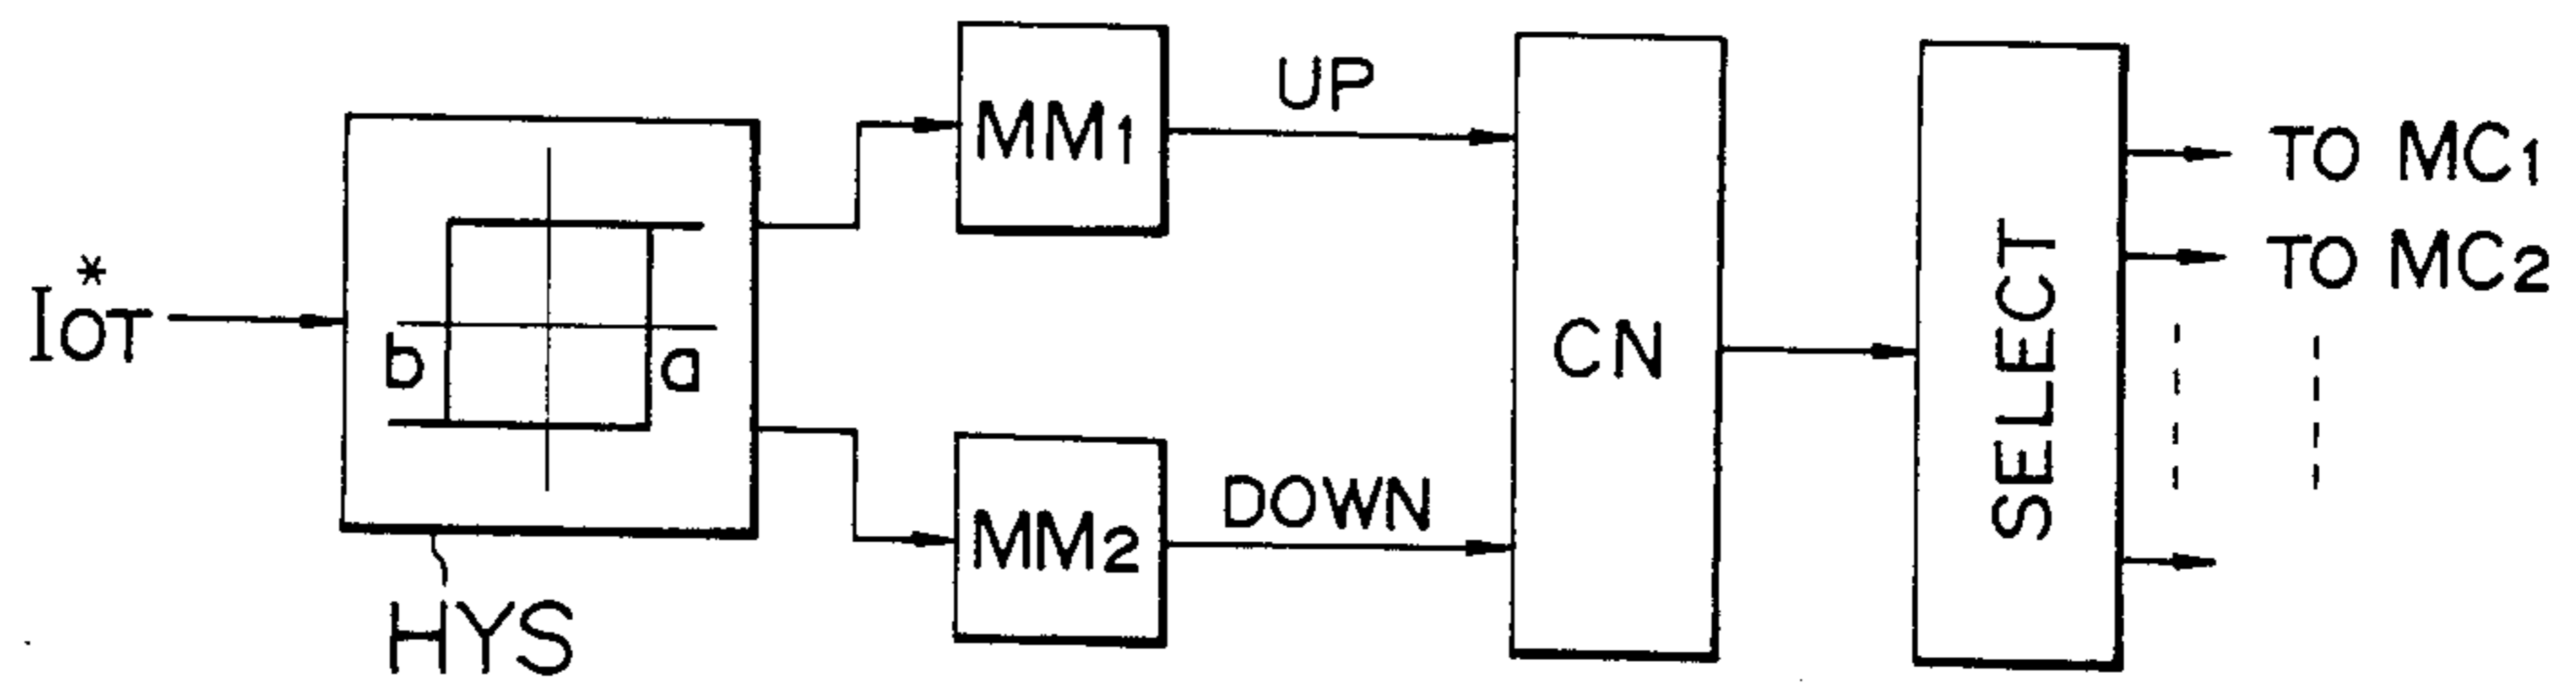 I*OT
b
a
HYS
MM1
UP
MM2
DOWN
CN
SELECT
TO MC1
TO MC2